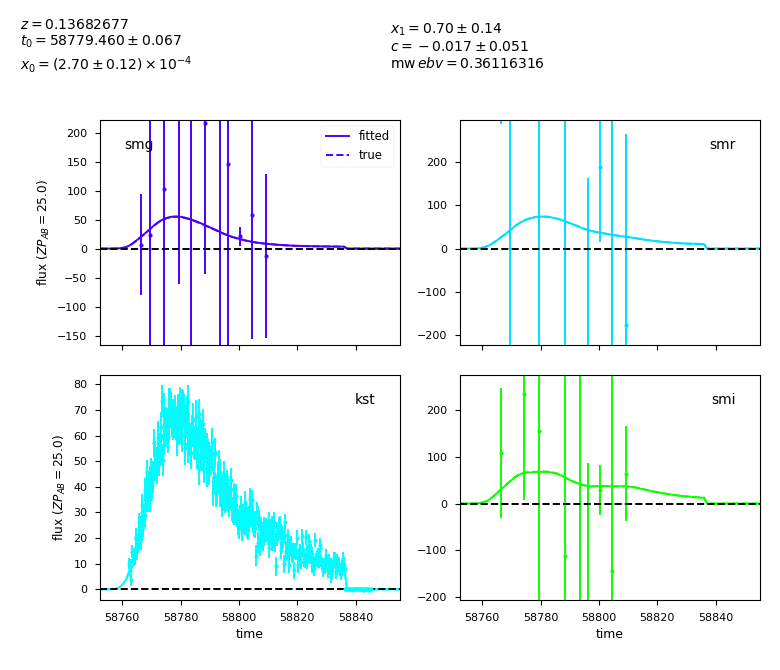 z = 0.13682677
t₀ = 58779.460 ± 0.067
x₀ = (2.70 ± 0.12) × 10⁻⁴
x₁ = 0.70 ± 0.14
c = −0.017 ± 0.051
mwebv = 0.36116316
smg
fitted
true
200
150
100
50
0
−50
−100
−150
flux (ZP_AB = 25.0)
smr
200
100
0
−100
−200
kst
80
70
60
50
40
30
20
10
0
flux (ZP_AB = 25.0)
58760 58780 58800 58820 58840
time
smi
200
100
0
−100
−200
58760 58780 58800 58820 58840
time